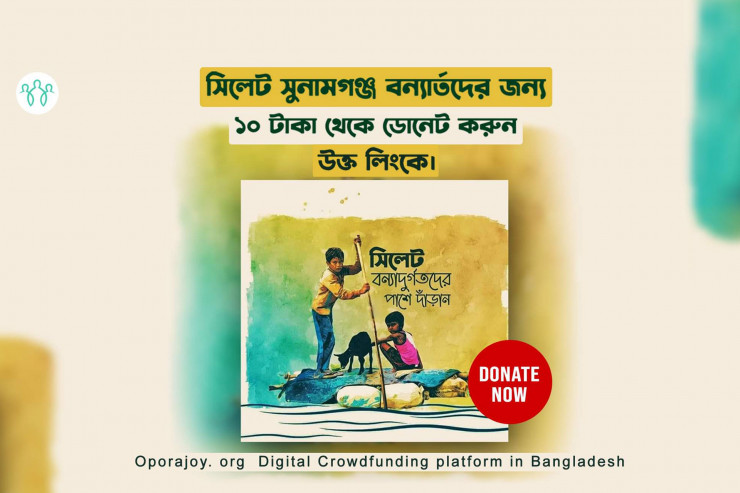 সিলেট সুনামগঞ্জ বন্যার্তদের জন্য
১০ টাকা থেকে ডোনেট করুন
উক্ত লিংকে।
সিলেট
বন্যাদুর্গতদের
পাশে দাঁড়ান
DONATE
NOW
Oporajoy. org Digital Crowdfunding platform in Bangladesh